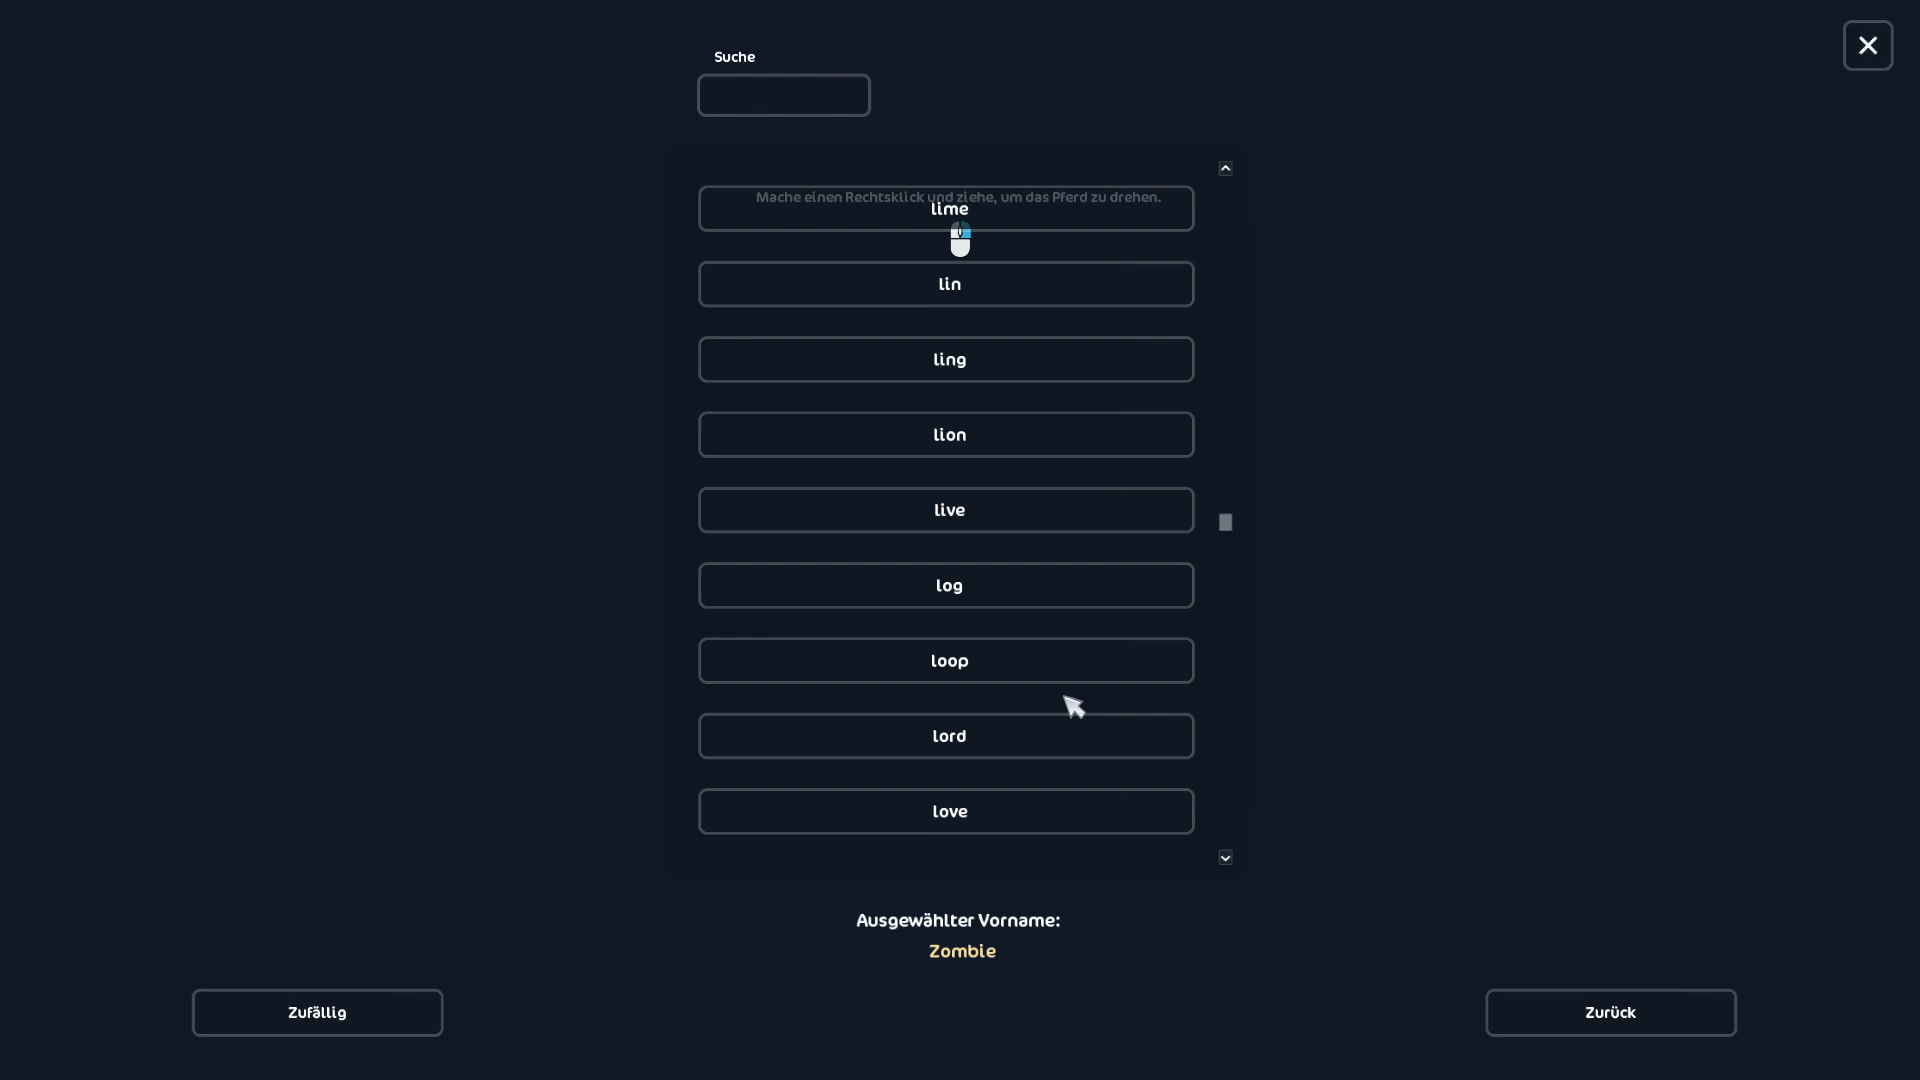 Suche
Mache einen Rechtsklick und ziehe, um das Pferd zu drehen.
lime
lin
ling
lion
live
log
loop
lord
love
Ausgewählter Vorname:
Zombie
Zufällig
Zurück